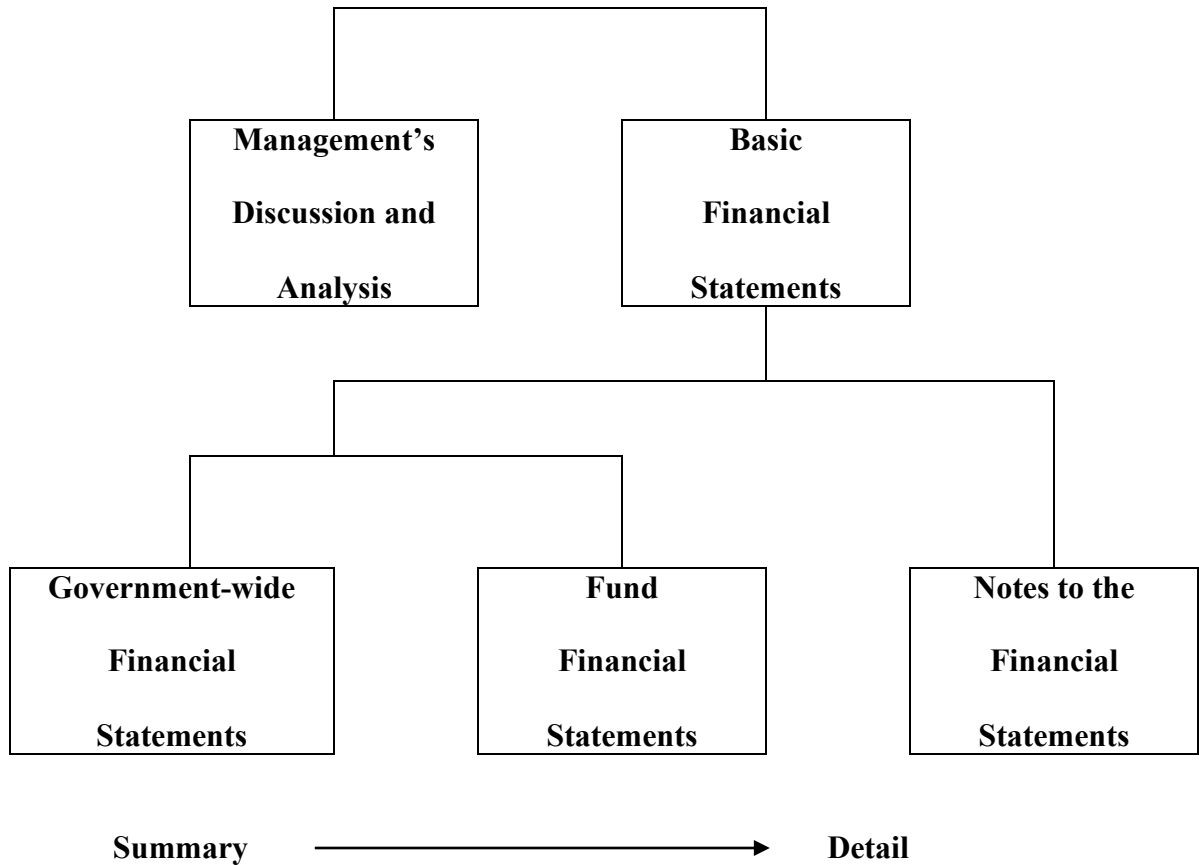 Management’s
Discussion and
Analysis
Basic
Financial
Statements
Government-wide
Financial
Statements
Fund
Financial
Statements
Notes to the
Financial
Statements
Summary
Detail